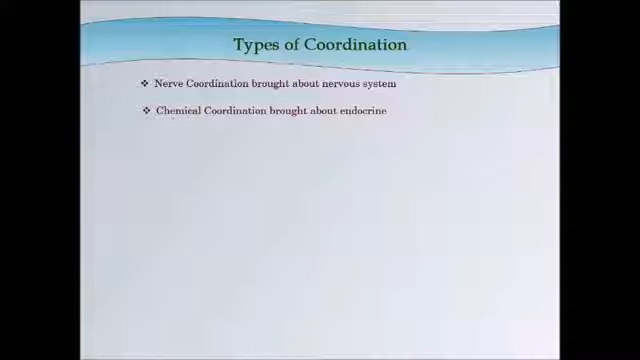 Types of Coordination
❖ Nerve Coordination brought about nervous system
❖ Chemical Coordination brought about endocrine